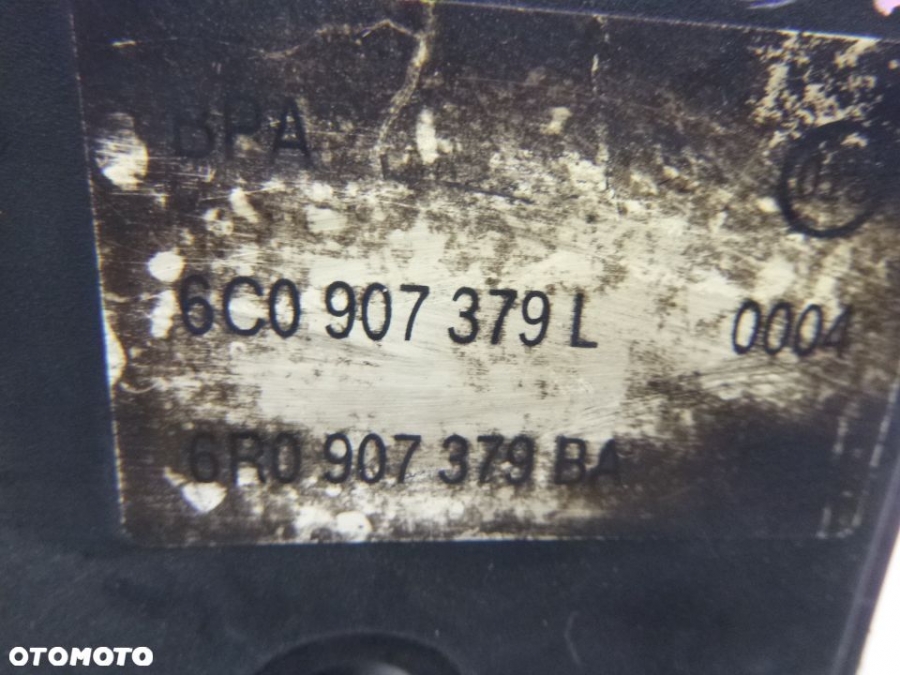 BPA
6C0 907 379 L 0004
6R0 907 379 BA
OTOMOTO